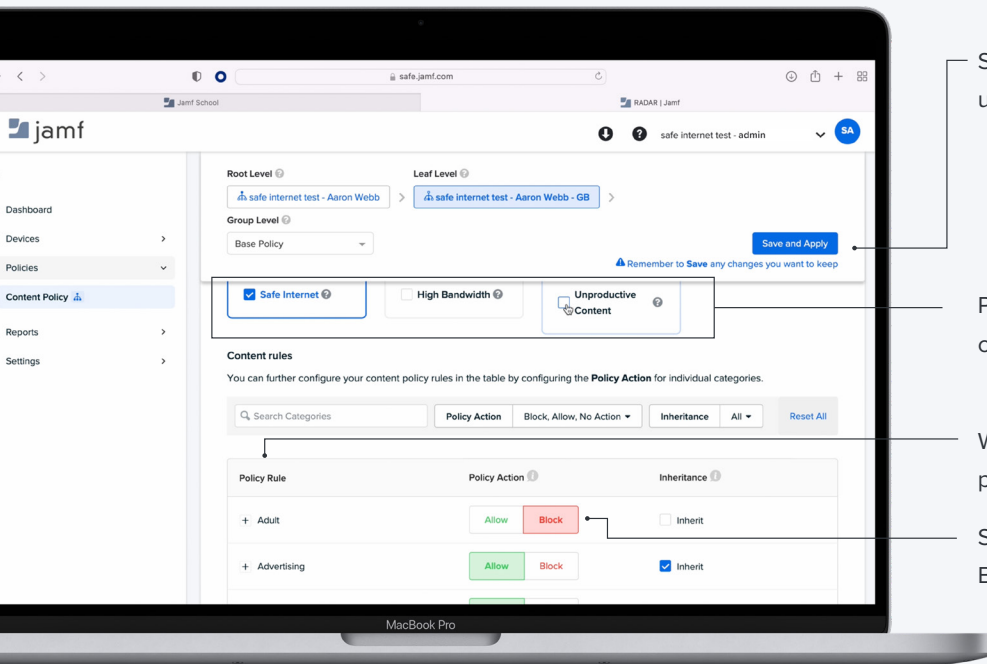 safe.jamf.com
Jamf School
RADAR | Jamf
jamf
safe internet test - admin
SA
Dashboard
Devices
Policies
Content Policy
Reports
Settings
Root Level
Leaf Level
safe internet test - Aaron Webb
safe internet test - Aaron Webb - GB
Group Level
Base Policy
Save and Apply
Remember to Save any changes you want to keep
Safe Internet
High Bandwidth
Unproductive
Content
Content rules
You can further configure your content policy rules in the table by configuring the Policy Action for individual categories.
Search Categories
Policy Action
Block, Allow, No Action
Inheritance
All
Reset All
Policy Rule
Policy Action
Inheritance
+ Adult
Allow
Block
Inherit
+ Advertising
Allow
Block
Inherit
MacBook Pro
S
u
P
W
p
S